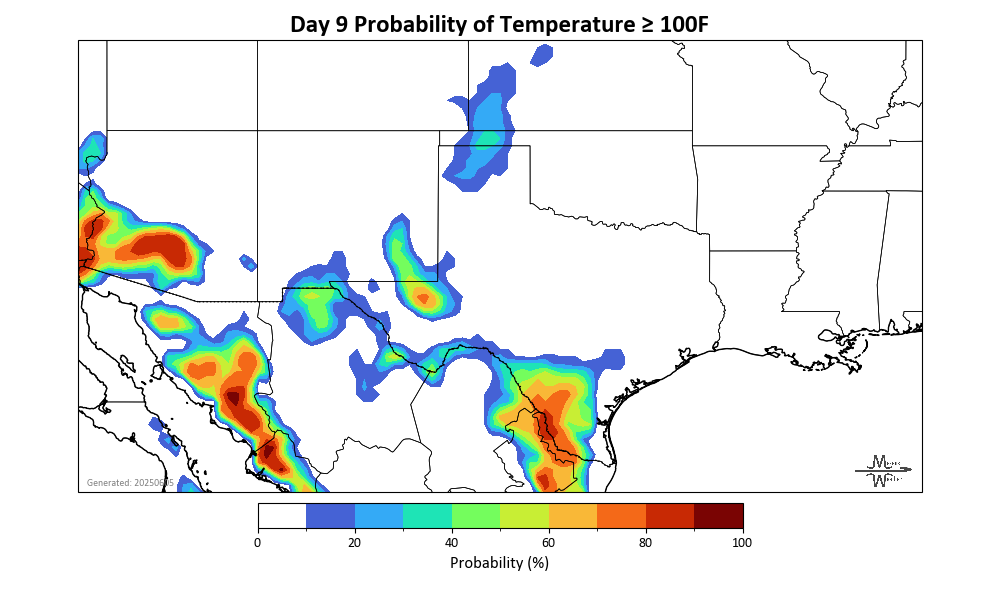 Day 9 Probability of Temperature ≥ 100F
Generated: 20250605
0 20 40 60 80 100
Probability (%)